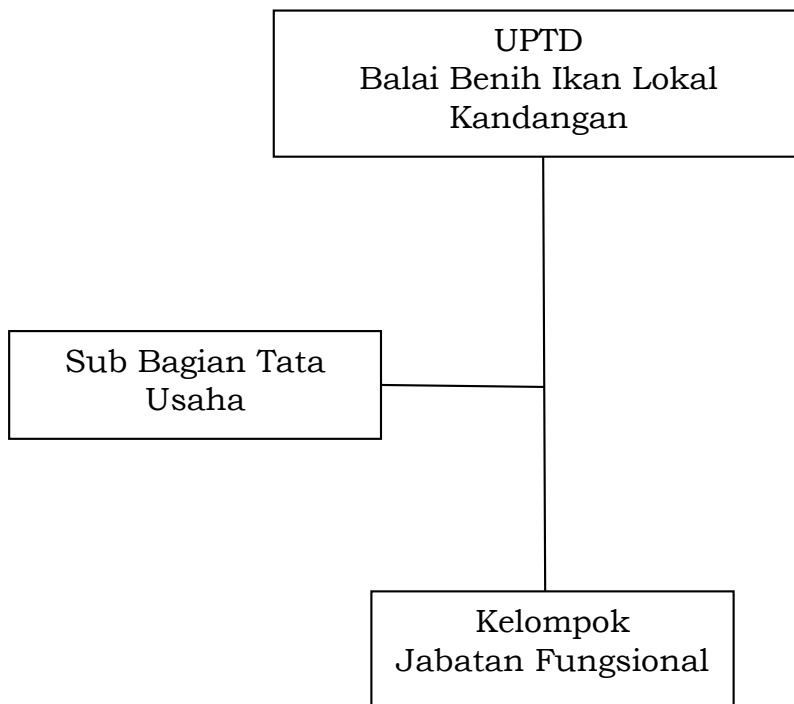 UPTD
Balai Benih Ikan Lokal
Kandangan
Sub Bagian Tata
Usaha
Kelompok
Jabatan Fungsional